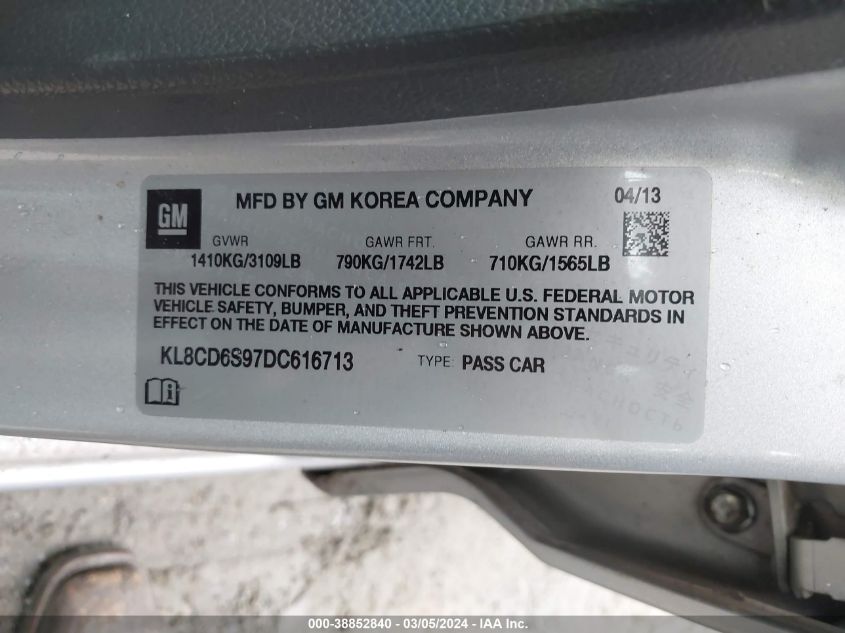 GM
MFD BY GM KOREA COMPANY
04/13
GVWR GAWR FRT. GAWR RR.
1410KG/3109LB 790KG/1742LB 710KG/1565LB
THIS VEHICLE CONFORMS TO ALL APPLICABLE U.S. FEDERAL MOTOR
VEHICLE SAFETY, BUMPER, AND THEFT PREVENTION STANDARDS IN
EFFECT ON THE DATE OF MANUFACTURE SHOWN ABOVE.
KL8CD6S97DC616713 TYPE: PASS CAR
安全
000-38852840 - 03/05/2024 - IAA Inc.